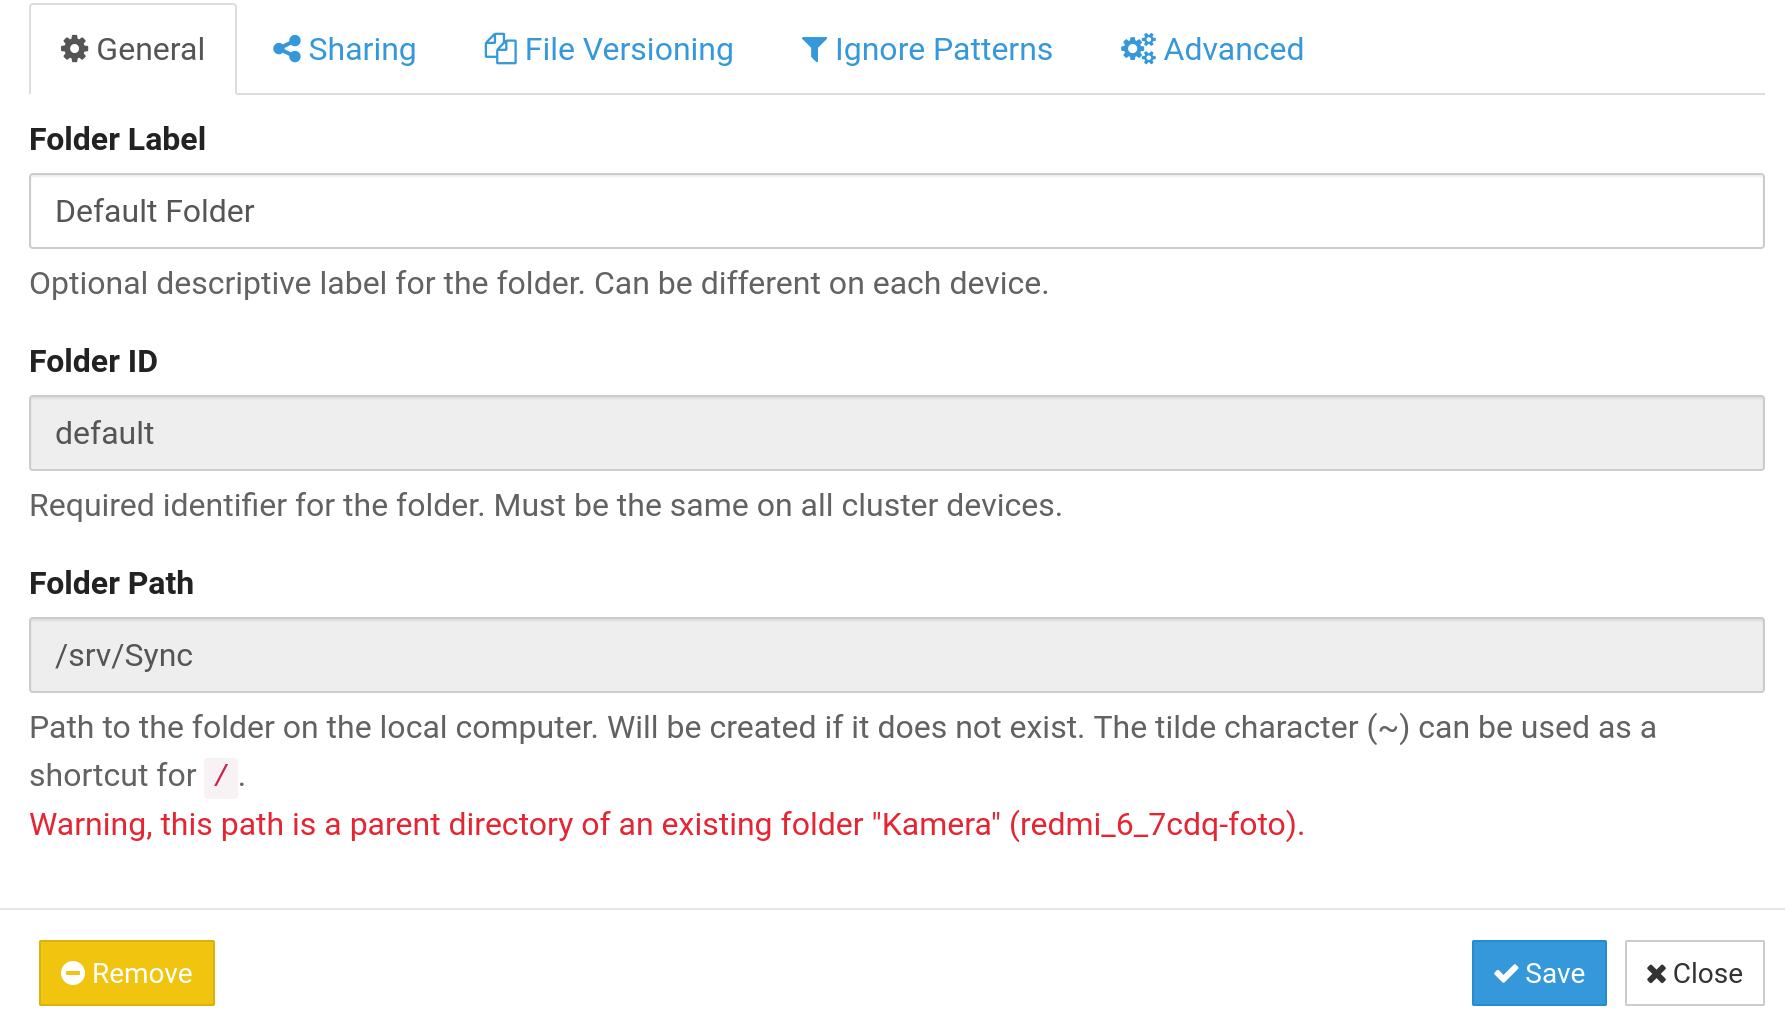 General Sharing File Versioning Ignore Patterns Advanced
Folder Label
Default Folder
Optional descriptive label for the folder. Can be different on each device.
Folder ID
default
Required identifier for the folder. Must be the same on all cluster devices.
Folder Path
/srv/Sync
Path to the folder on the local computer. Will be created if it does not exist. The tilde character (~) can be used as a
shortcut for /.
Warning, this path is a parent directory of an existing folder "Kamera" (redmi_6_7cdq-foto).
Remove Save Close